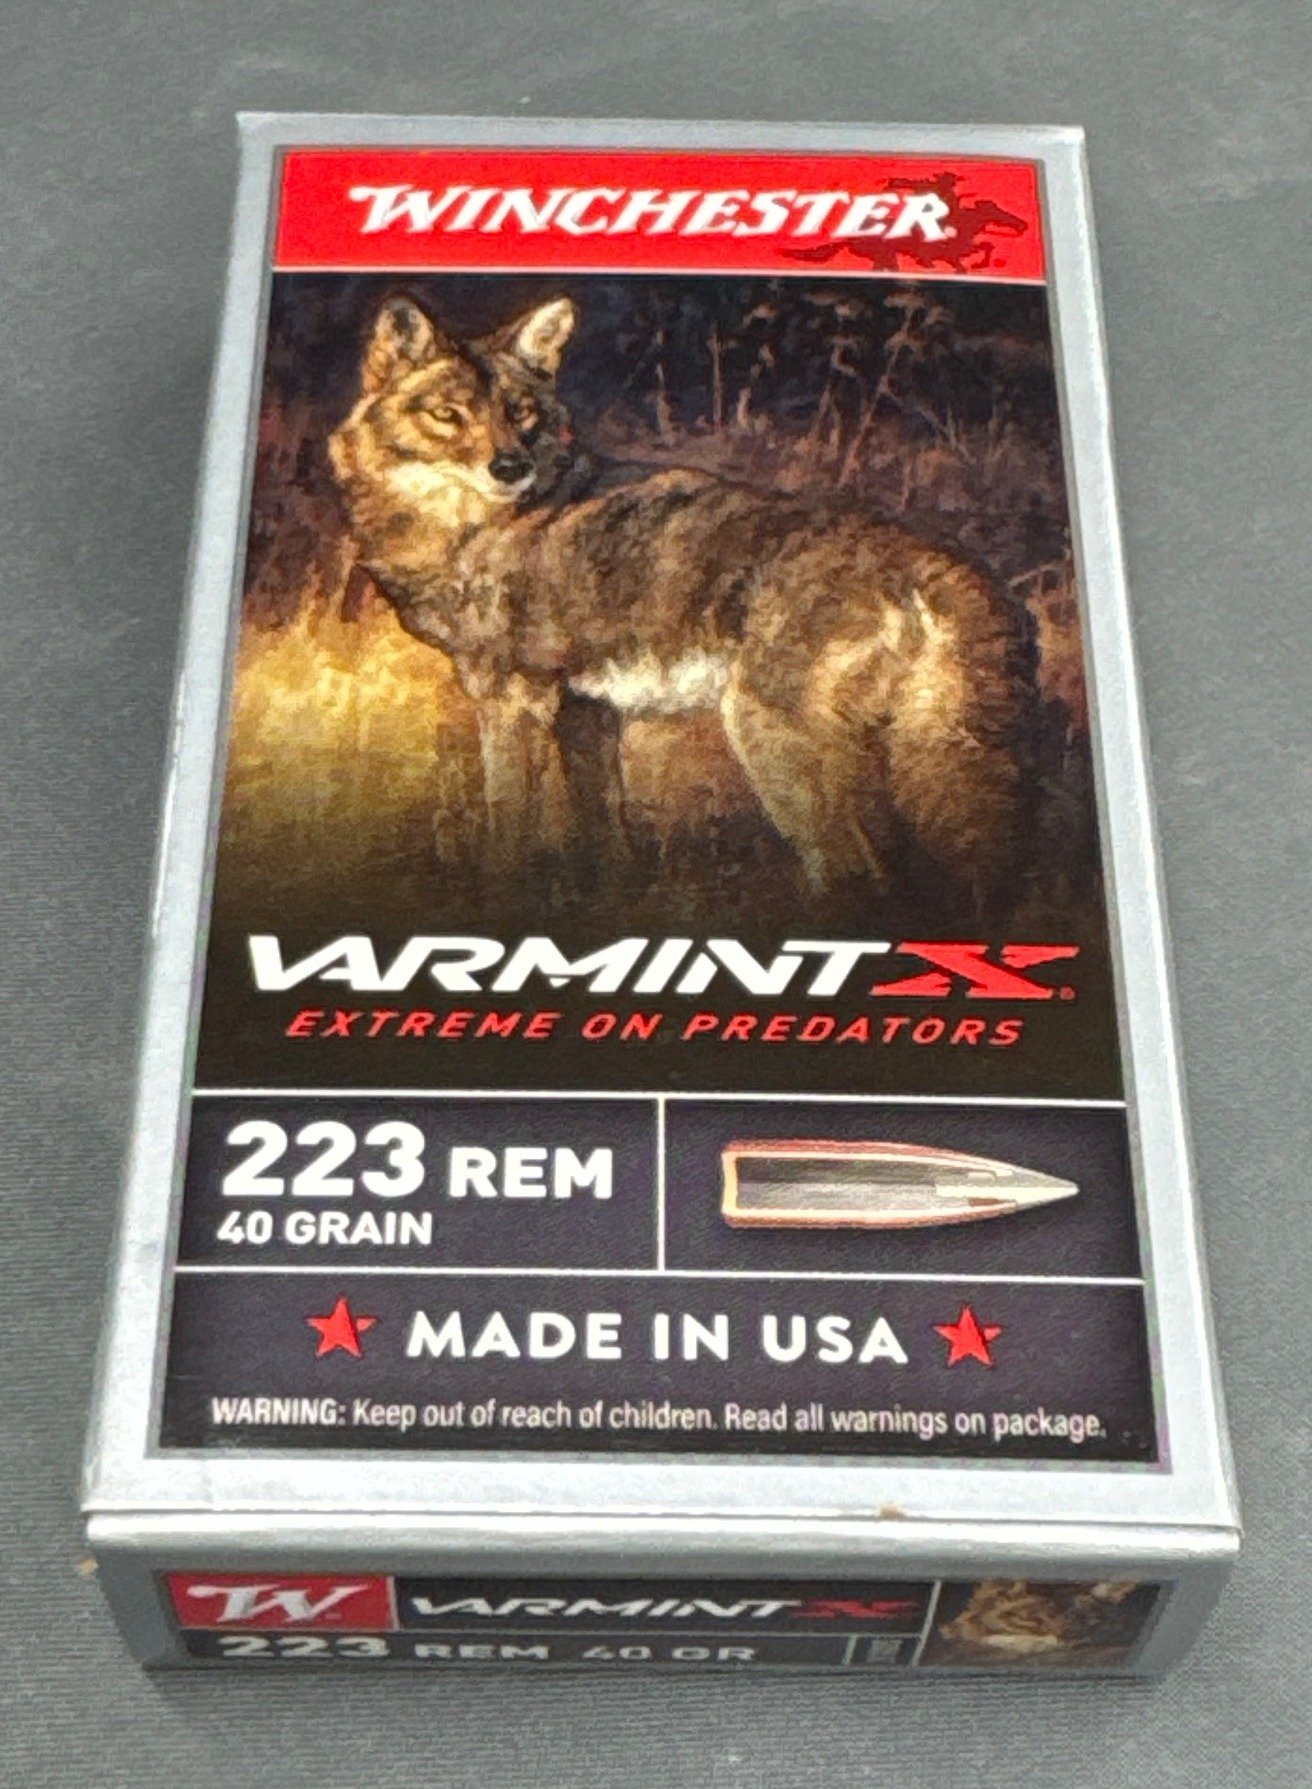 WINCHESTER
VARMINT X
EXTREME ON PREDATORS
223 REM
40 GRAIN
MADE IN USA
WARNING: Keep out of reach of children. Read all warnings on package.
W
VARMINT X
223 REM 40 GR